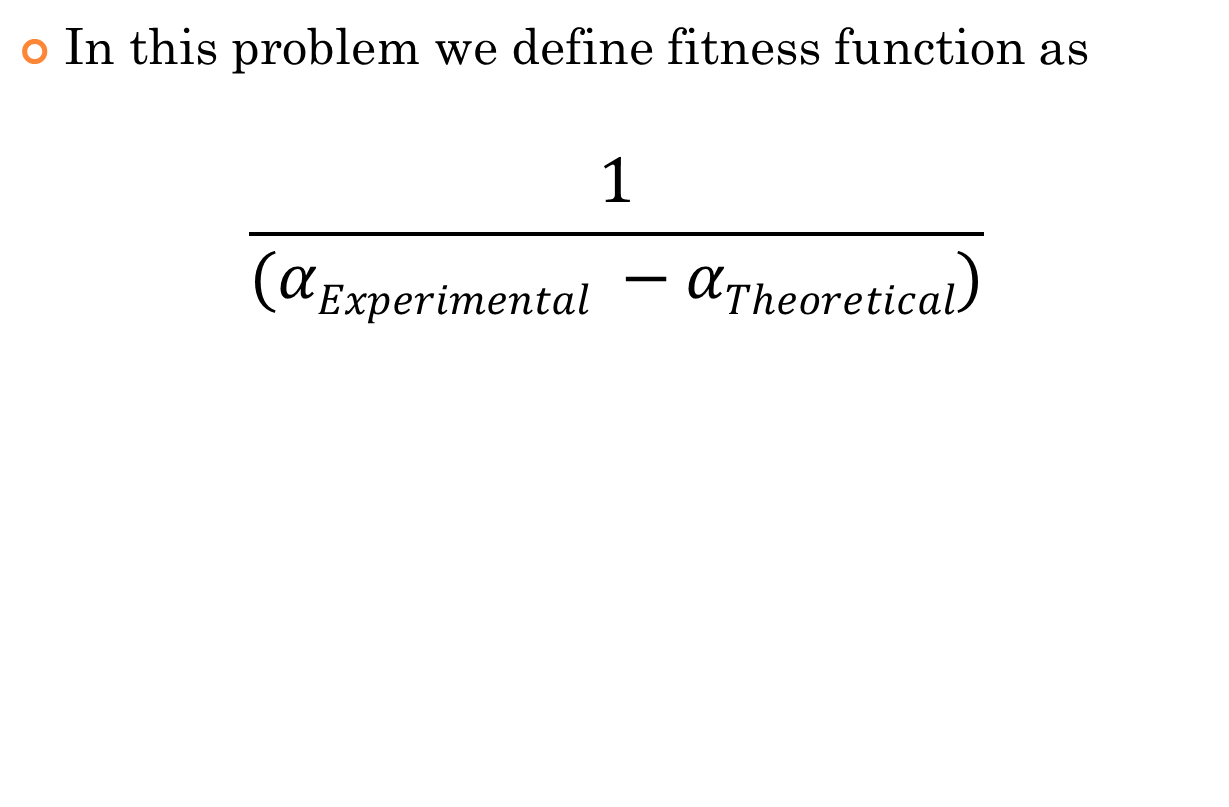 In this problem we define fitness function as
1
(αExperimental − αTheoretical)